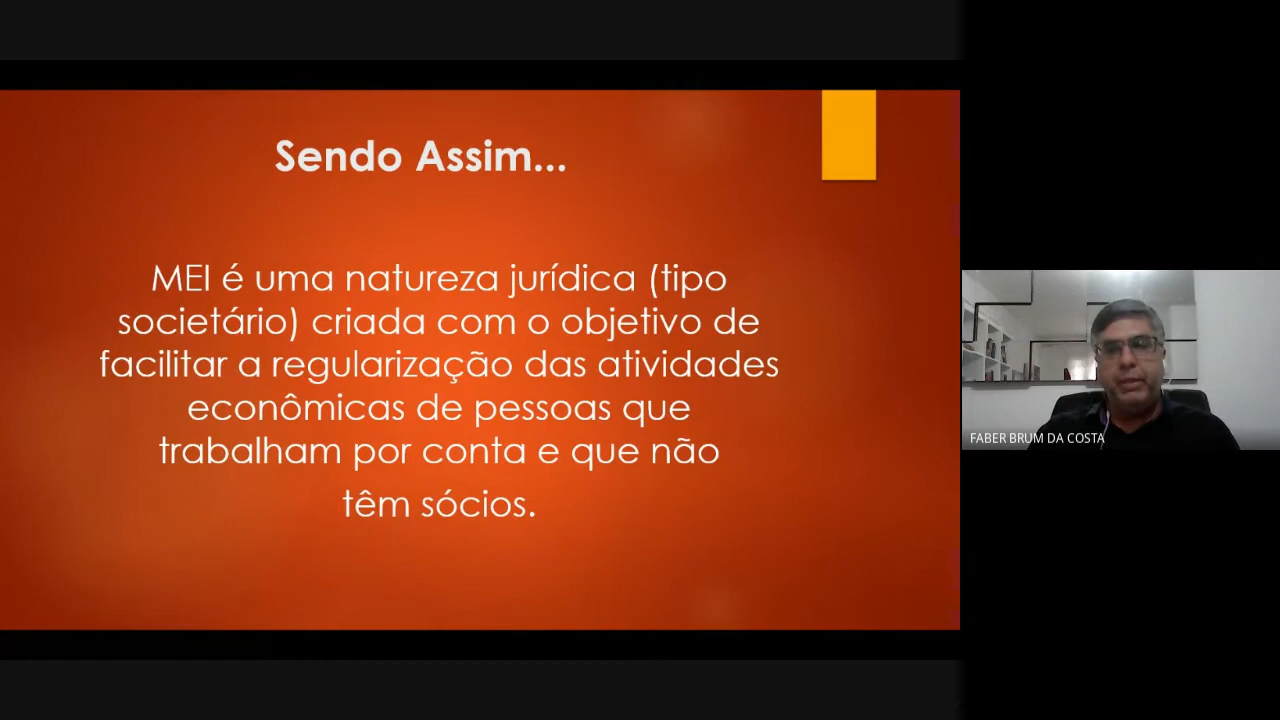 Sendo Assim...
MEI é uma natureza jurídica (tipo
societário) criada com o objetivo de
facilitar a regularização das atividades
econômicas de pessoas que
trabalham por conta e que não
têm sócios.
FABER BRUM DA COSTA